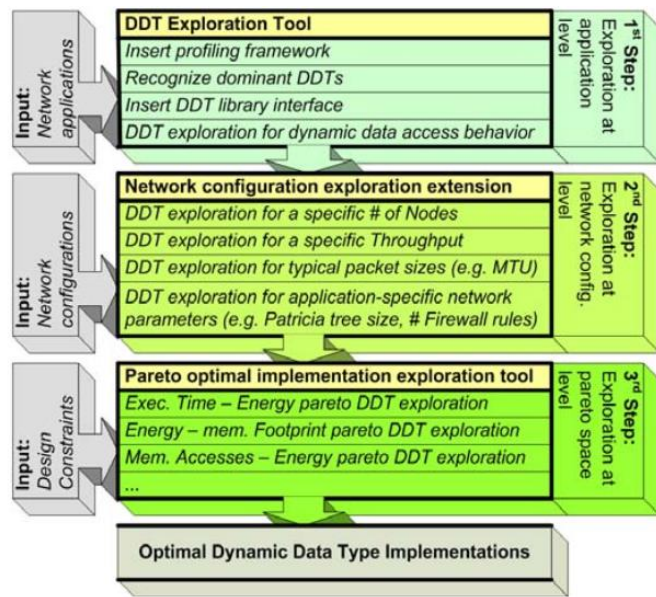 Input:
Network
applications
DDT Exploration Tool
Insert profiling framework
Recognize dominant DDTs
Insert DDT library interface
DDT exploration for dynamic data access behavior
1st Step:
Exploration at
application
level
Input:
Network
configurations
Network configuration exploration extension
DDT exploration for a specific # of Nodes
DDT exploration for a specific Throughput
DDT exploration for typical packet sizes (e.g. MTU)
DDT exploration for application-specific network
parameters (e.g. Patricia tree size, # Firewall rules)
2nd Step:
Exploration at
network config.
level
Input:
Design
Constraints
Pareto optimal implementation exploration tool
Exec. Time – Energy pareto DDT exploration
Energy – mem. Footprint pareto DDT exploration
Mem. Accesses – Energy pareto DDT exploration
...
3rd Step:
Exploration at
pareto space
level
Optimal Dynamic Data Type Implementations